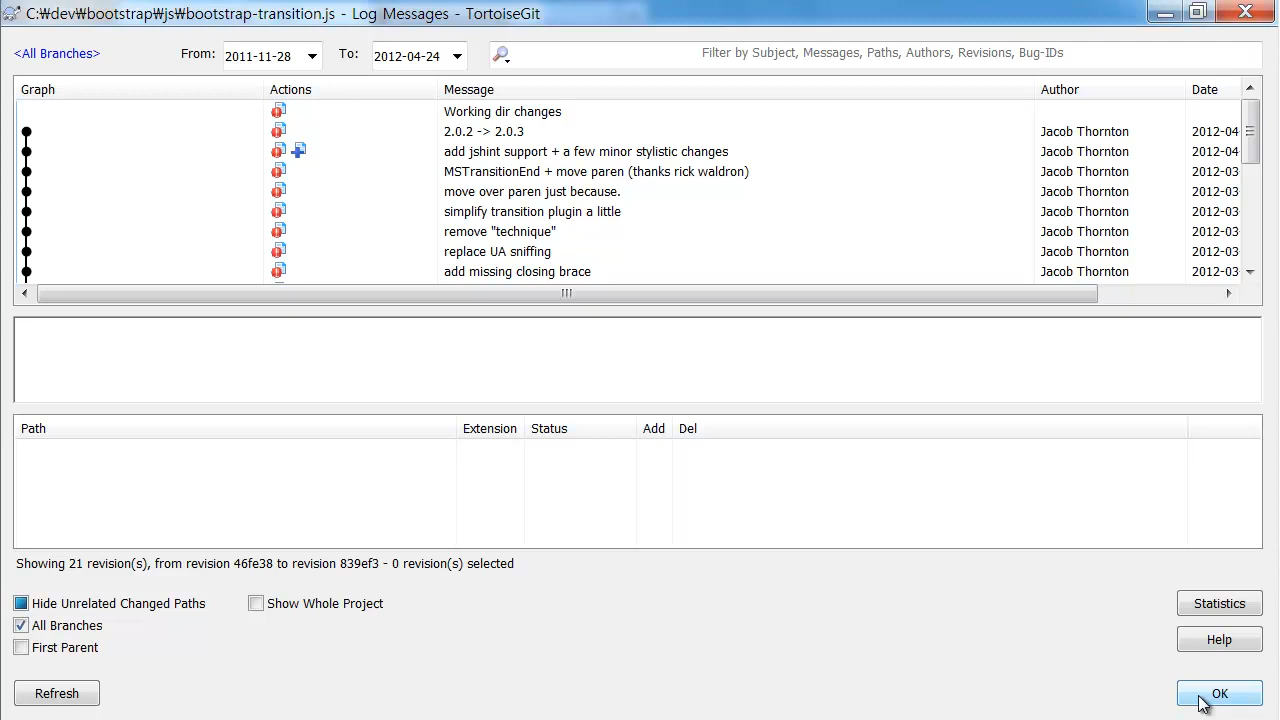 C:₩dev₩bootstrap₩js₩bootstrap-transition.js - Log Messages - TortoiseGit
<All Branches> From: 2011-11-28 To: 2012-04-24 Filter by Subject, Messages, Paths, Authors, Revisions, Bug-IDs
Graph Actions Message Author Date
Working dir changes
2.0.2 -> 2.0.3 Jacob Thornton 2012-04
add jshint support + a few minor stylistic changes Jacob Thornton 2012-04
MSTransitionEnd + move paren (thanks rick waldron) Jacob Thornton 2012-03
move over paren just because. Jacob Thornton 2012-03
simplify transition plugin a little Jacob Thornton 2012-03
remove "technique" Jacob Thornton 2012-03
replace UA sniffing Jacob Thornton 2012-03
add missing closing brace Jacob Thornton 2012-03
Path Extension Status Add Del
Showing 21 revision(s), from revision 46fe38 to revision 839ef3 - 0 revision(s) selected
Hide Unrelated Changed Paths Show Whole Project Statistics
All Branches
Help
First Parent
Refresh OK